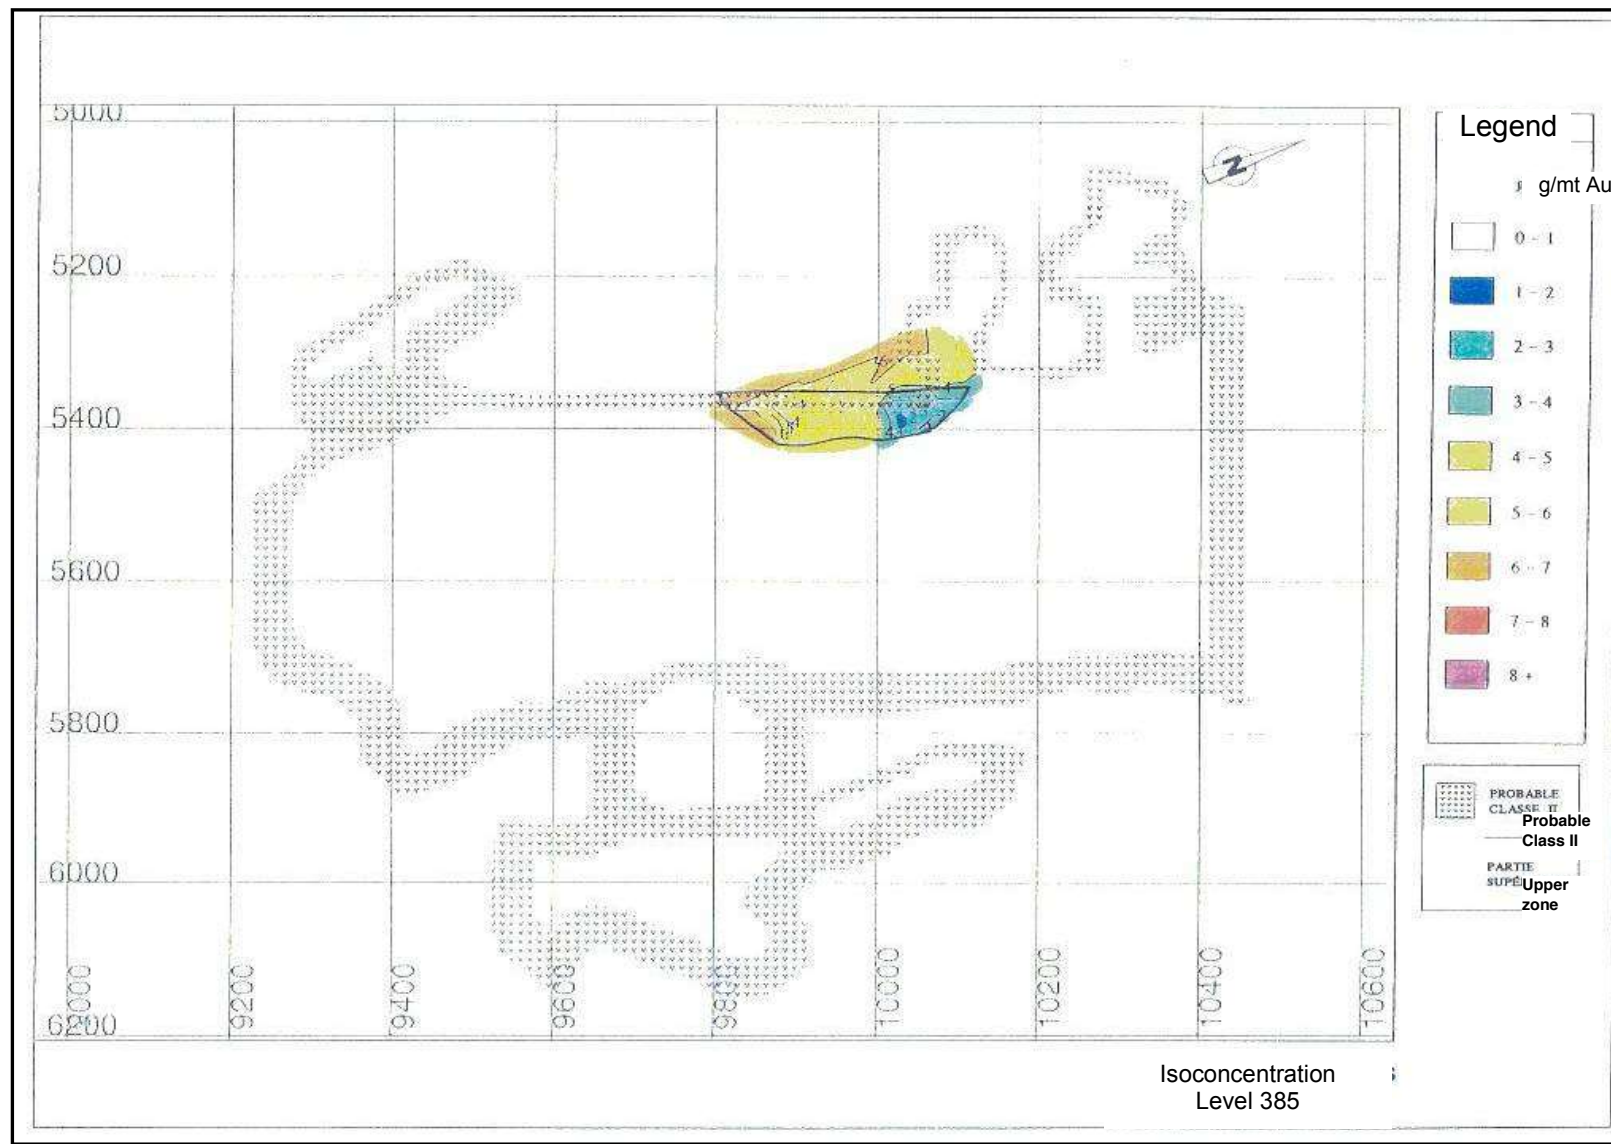 5000
5200
5400
5600
5800
6000
6200
9000
9200
9400
9600
9800
10000
10200
10400
10600
N
Legend
g/mt Au
0 - 1
1 - 2
2 - 3
3 - 4
4 - 5
5 - 6
6 - 7
7 - 8
8 +
PROBABLE
CLASSE II
Probable
Class II
PARTIE
Upper
zone
Isoconcentration
Level 385